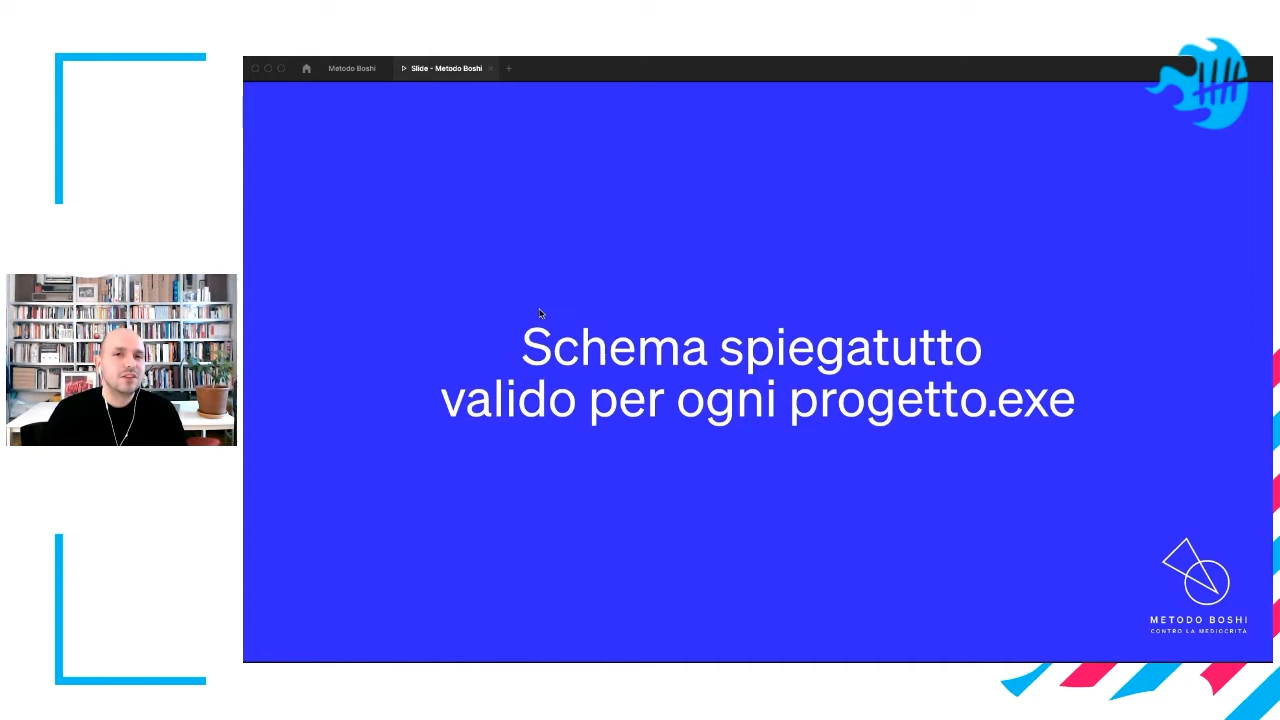 Metodo Boshi
Slide - Metodo Boshi
Schema spiegatutto
valido per ogni progetto.exe
METODO BOSHI
CONTRO LA MEDIOCRITÀ